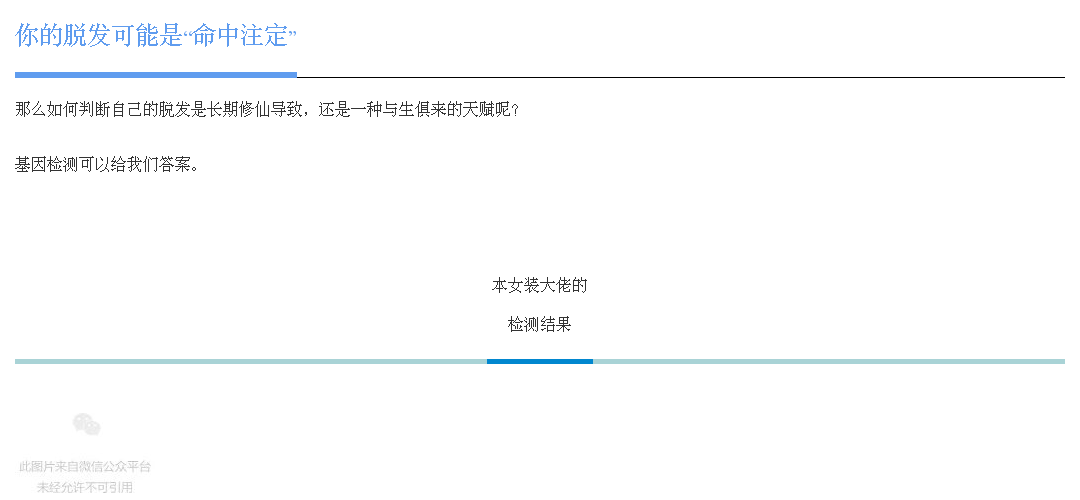 你的脱发可能是“命中注定”
那么如何判断自己的脱发是长期修仙导致，还是一种与生俱来的天赋呢？
基因检测可以给我们答案。
本女装大佬的
检测结果
此图片来自微信公众平台
未经允许不可引用